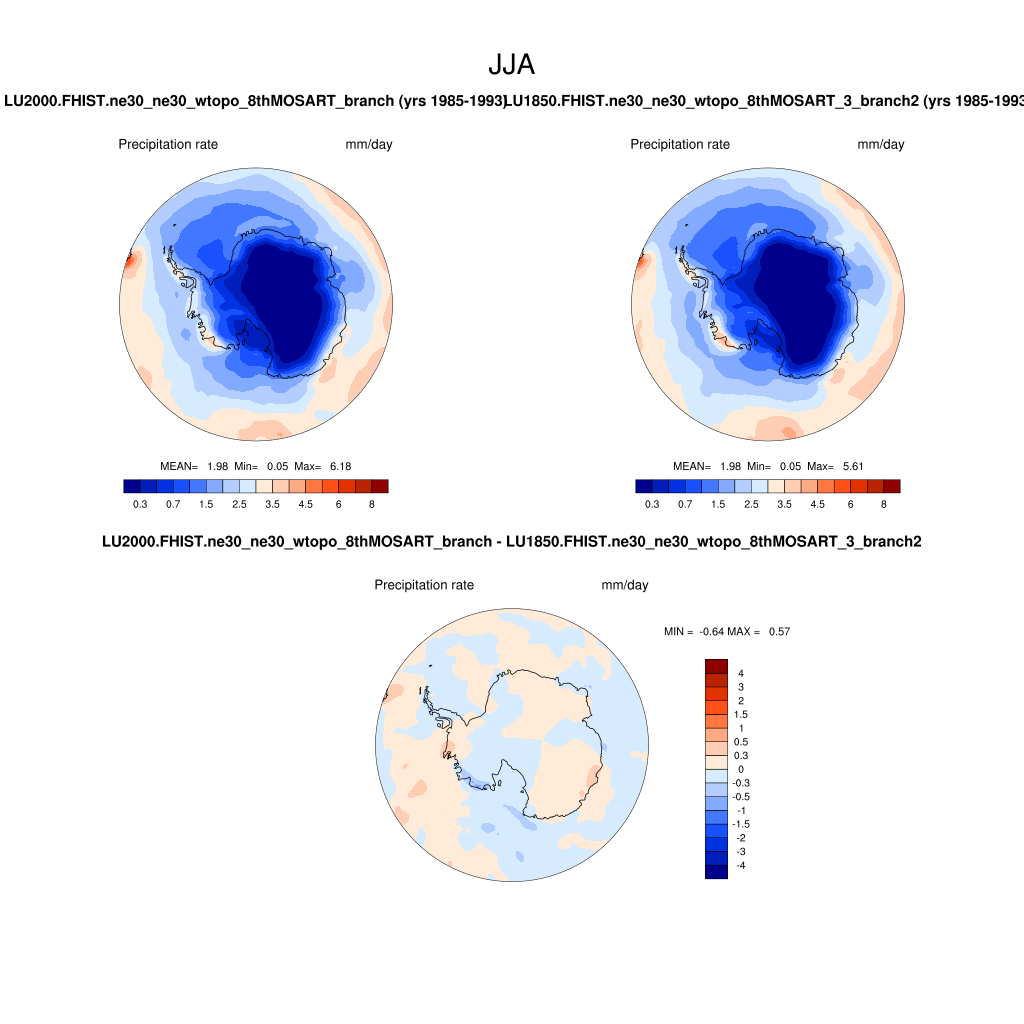 JJA
LU2000.FHIST.ne30_ne30_wtopo_8thMOSART_branch (yrs 1985-1993)
LU1850.FHIST.ne30_ne30_wtopo_8thMOSART_3_branch2 (yrs 1985-1993
Precipitation rate mm/day
Precipitation rate mm/day
MEAN= 1.98 Min= 0.05 Max= 6.18
MEAN= 1.98 Min= 0.05 Max= 5.61
0.3 0.7 1.5 2.5 3.5 4.5 6 8
0.3 0.7 1.5 2.5 3.5 4.5 6 8
LU2000.FHIST.ne30_ne30_wtopo_8thMOSART_branch - LU1850.FHIST.ne30_ne30_wtopo_8thMOSART_3_branch2
Precipitation rate mm/day
MIN = -0.64 MAX = 0.57
4
3
2
1.5
1
0.5
0.3
0
-0.3
-0.5
-1
-1.5
-2
-3
-4